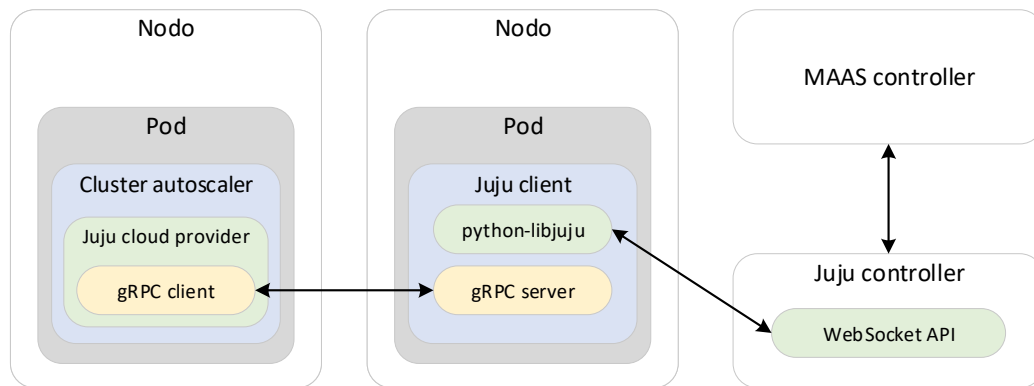 Nodo
Pod
Cluster autoscaler
Juju cloud provider
gRPC client
Nodo
Pod
Juju client
python-libjuju
gRPC server
MAAS controller
Juju controller
WebSocket API